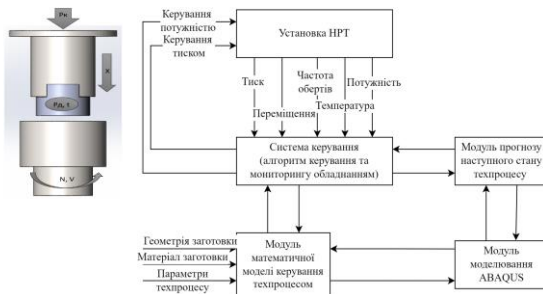 Рн
X
Рд, t
N, V
Керування
потужністю
Керування
тиском
Установка НРТ
Тиск
Переміщення
Частота
обертів
Температура
Потужність
Система керування
(алгоритм керування та
моніторингу обладнанням)
Модуль прогнозу
наступного стану
техпроцесу
Геометрія заготовки
Матеріал заготовки
Параметри
техпроцесу
Модуль
математичної
моделі керування
техпроцесом
Модуль
моделювання
ABAQUS